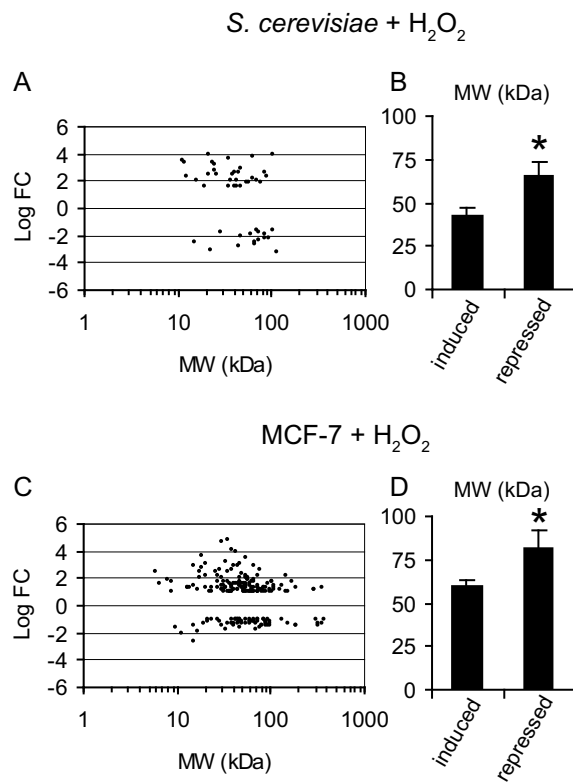 S. cerevisiae + H₂O₂
A
Log FC
6
4
2
0
-2
-4
-6
1
10
100
1000
MW (kDa)
B
MW (kDa)
100
75
50
25
0
*
induced
repressed
MCF-7 + H₂O₂
C
Log FC
6
4
2
0
-2
-4
-6
1
10
100
1000
MW (kDa)
D
MW (kDa)
100
75
50
25
0
*
induced
repressed